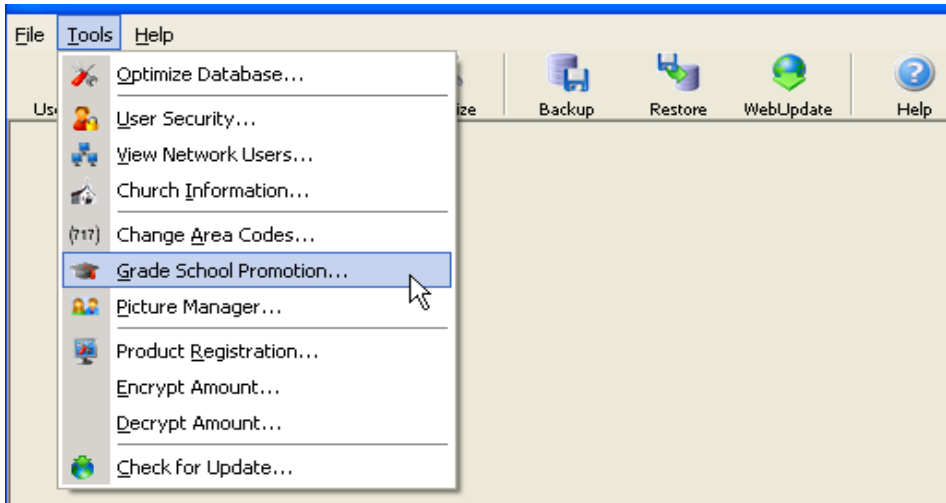 File Tools Help
Optimize Database...
User Security...
View Network Users...
Church Information...
(717) Change Area Codes...
Grade School Promotion...
Picture Manager...
Product Registration...
Encrypt Amount...
Decrypt Amount...
Check for Update...
Backup Restore WebUpdate Help